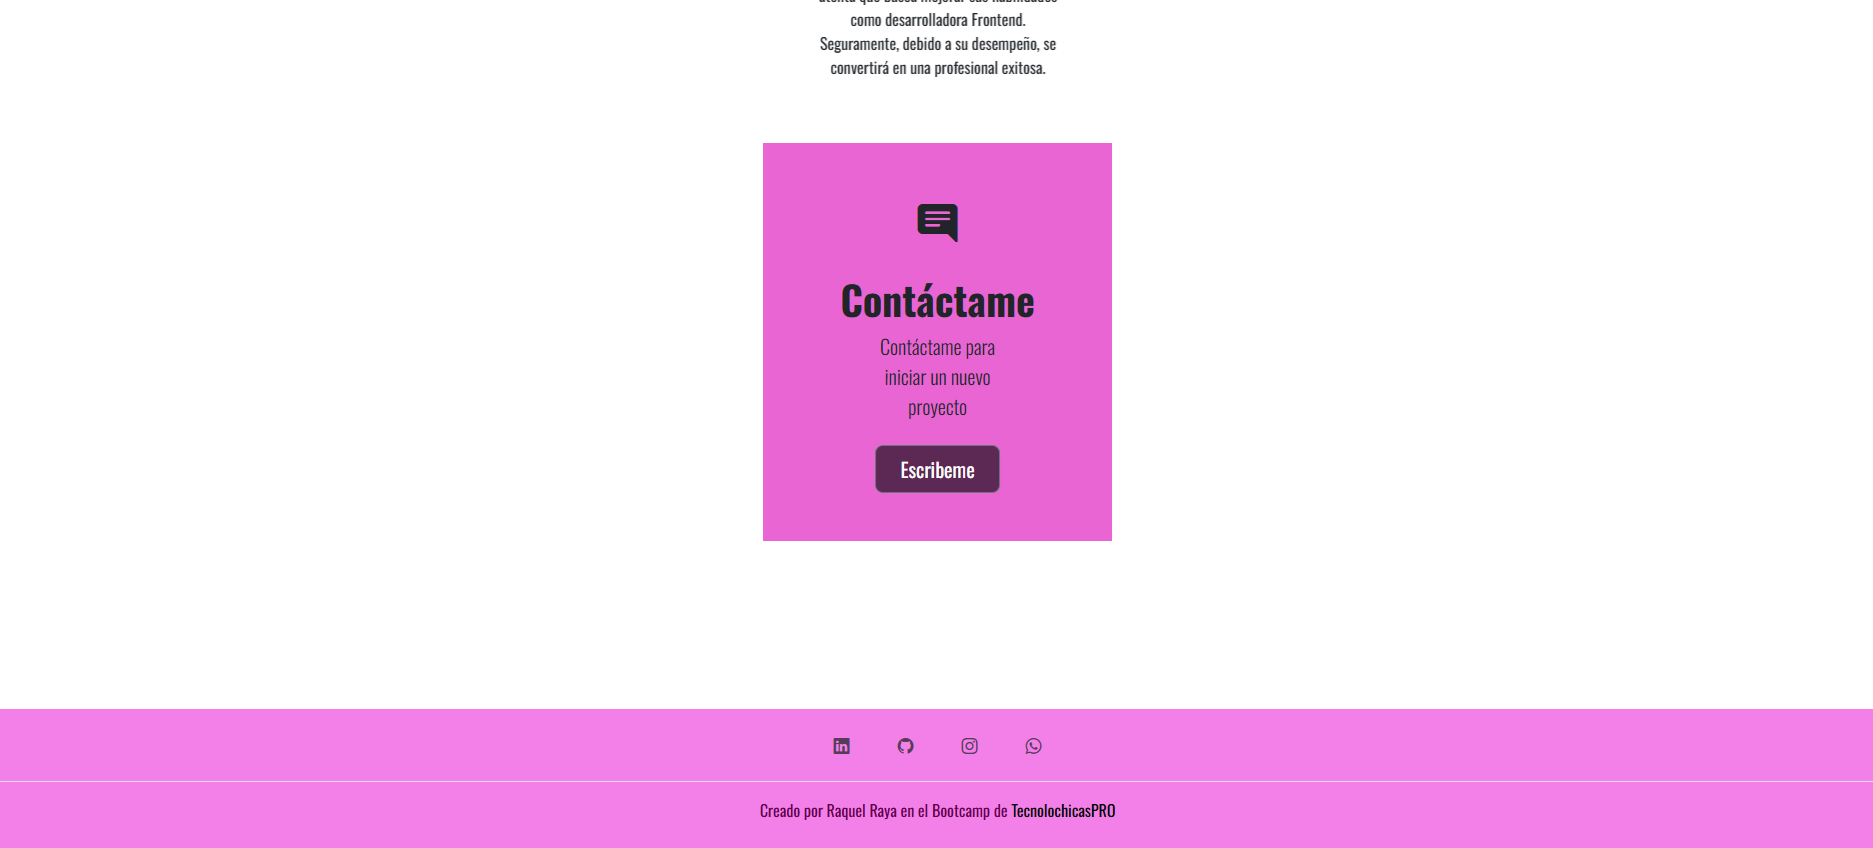 como desarrolladora Frontend.
Seguramente, debido a su desempeño, se
convertirá en una profesional exitosa.
Contáctame
Contáctame para
iniciar un nuevo
proyecto
Escribeme
Creado por Raquel Raya en el Bootcamp de TecnolochicasPRO